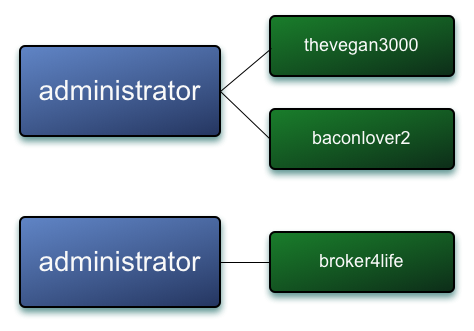 administrator
thevegan3000
baconlover2
administrator
broker4life